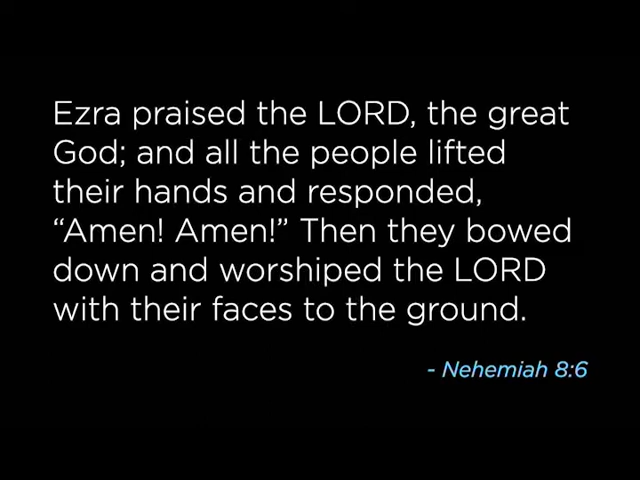 Ezra praised the LORD, the great
God; and all the people lifted
their hands and responded,
“Amen! Amen!” Then they bowed
down and worshiped the LORD
with their faces to the ground.
- Nehemiah 8:6